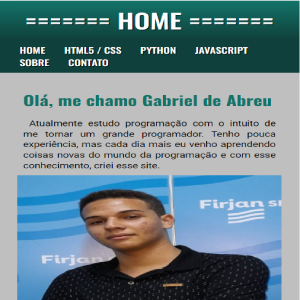 ======= HOME =======
HOME HTML5 / CSS PYTHON JAVASCRIPT
SOBRE CONTATO
Olá, me chamo Gabriel de Abreu
Atualmente estudo programação com o intuito de
me tornar um grande programador. Tenho pouca
experiência, mas cada dia mais eu venho aprendendo
coisas novas do mundo da programação e com esse
conhecimento, criei esse site.
Firjan
Firjan